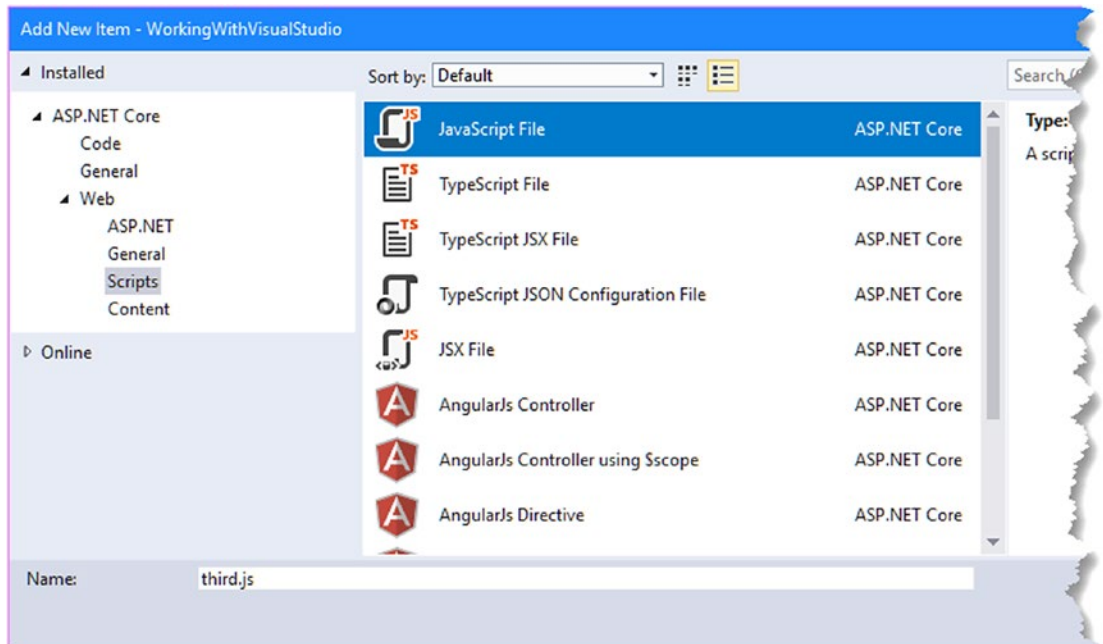 Add New Item - WorkingWithVisualStudio
Installed
Sort by: Default
Search
ASP.NET Core
Code
General
Web
ASP.NET
General
Scripts
Content
Online
JavaScript File ASP.NET Core
TypeScript File ASP.NET Core
TypeScript JSX File ASP.NET Core
TypeScript JSON Configuration File ASP.NET Core
JSX File ASP.NET Core
AngularJs Controller ASP.NET Core
AngularJs Controller using $scope ASP.NET Core
AngularJs Directive ASP.NET Core
Type:
A scrip
Name: third.js